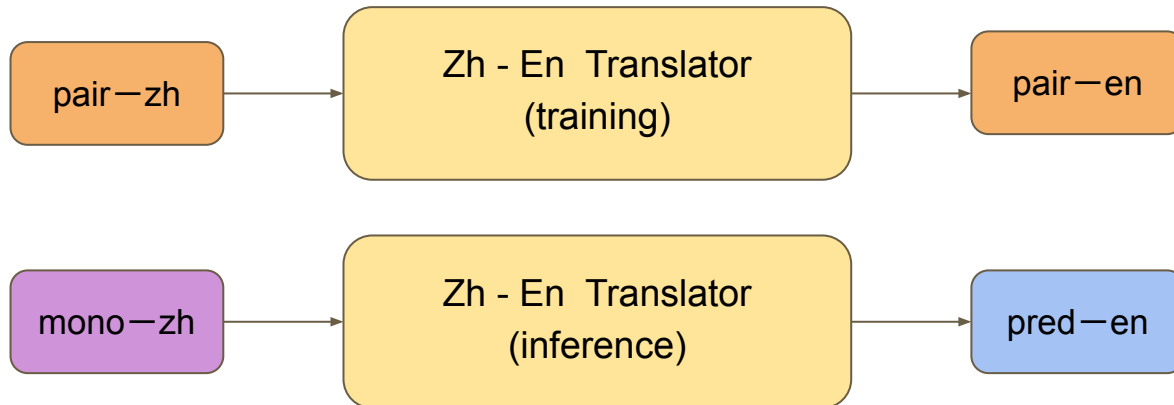 pair－zh
Zh - En Translator
(training)
pair－en
mono－zh
Zh - En Translator
(inference)
pred－en